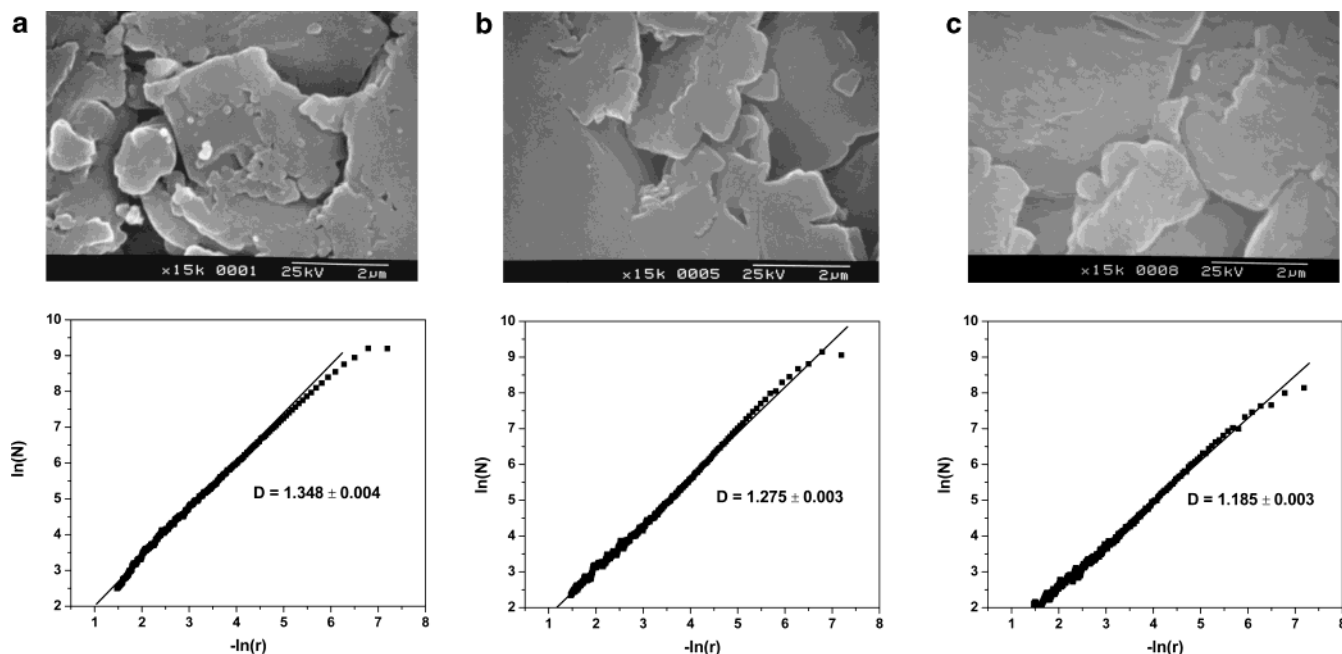 a
×15k 0001 25kV 2µm
b
×15k 0005 25kV 2µm
c
×15k 0008 25kV 2µm
10
9
8
7
6
5
4
3
2
ln(N)
D = 1.348 ± 0.004
1 2 3 4 5 6 7 8
-ln(r)
10
9
8
7
6
5
4
3
2
ln(N)
D = 1.275 ± 0.003
1 2 3 4 5 6 7 8
-ln(r)
10
9
8
7
6
5
4
3
2
ln(N)
D = 1.185 ± 0.003
1 2 3 4 5 6 7 8
-ln(r)